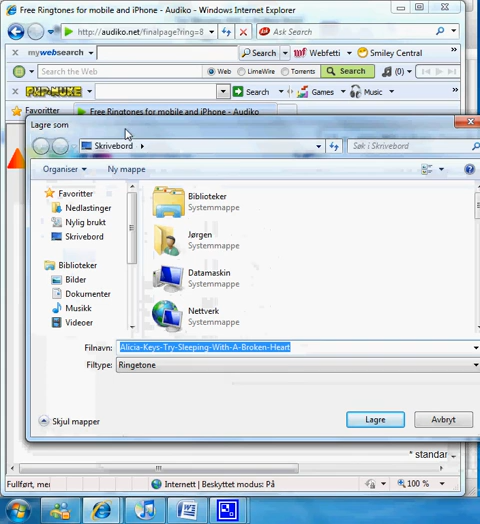 Free Ringtones for mobile and iPhone - Audiko - Windows Internet Explorer
http://audiko.net/finalpage?ring=8
Ask Search
mywebsearch
Search
Webfetti
Smiley Central
Search the Web
Web
LimeWire
Torrents
Search
(0)
Search
Games
Music
Favoritter
Free Ringtones for mobile and iPhone - Audiko
Lagre som
Skrivebord
Søk i Skrivebord
Organiser
Ny mappe
Favoritter
Nedlastinger
Nylig brukt
Skrivebord
Biblioteker
Bilder
Dokumenter
Musikk
Videoer
Biblioteker
Systemmappe
Jørgen
Systemmappe
Datamaskin
Systemmappe
Nettverk
Systemmappe
Filnavn:
Alicia-Keys-Try-Sleeping-With-A-Broken-Heart
Filtype:
Ringetone
Skjul mapper
Lagre
Avbryt
* standar
Fullført, mer
Internett | Beskyttet modus: På
100 %